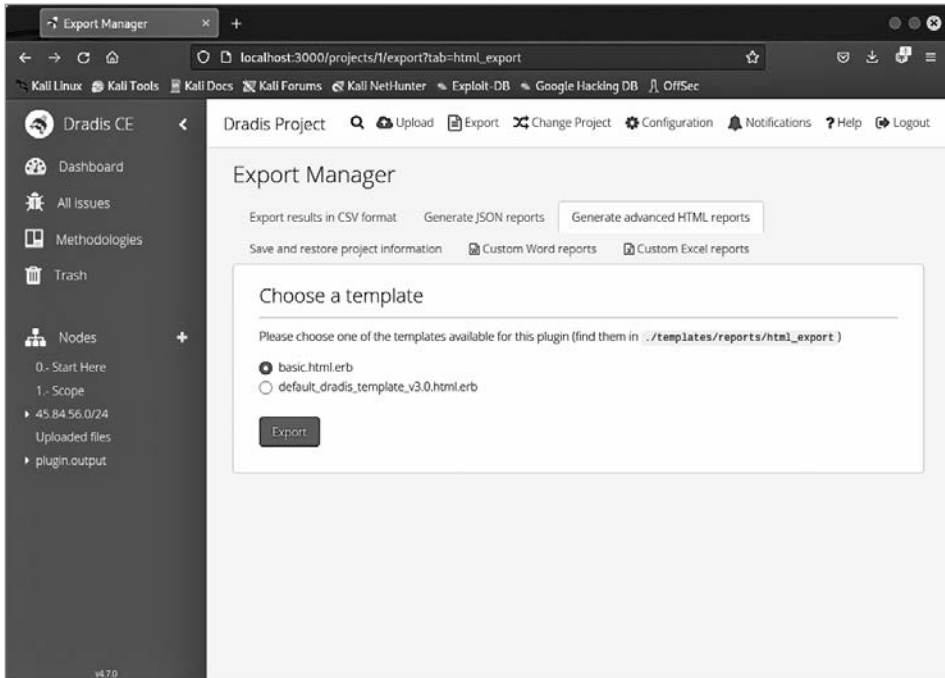 Export Manager
localhost:3000/projects/1/export?tab=html_export
Kali Linux Kali Tools Kali Docs Kali Forums Kali NetHunter Exploit-DB Google Hacking DB OffSec
Dradis CE
Dradis Project Upload Export Change Project Configuration Notifications ? Help Logout
Dashboard
All issues
Methodologies
Trash
Nodes
0.- Start Here
1.- Scope
45.84.56.0/24
Uploaded files
plugin.output
v4.7.0
Export Manager
Export results in CSV format Generate JSON reports Generate advanced HTML reports
Save and restore project information Custom Word reports Custom Excel reports
Choose a template
Please choose one of the templates available for this plugin (find them in ./templates/reports/html_export )
basic.html.erb
default_dradis_template_v3.0.html.erb
Export